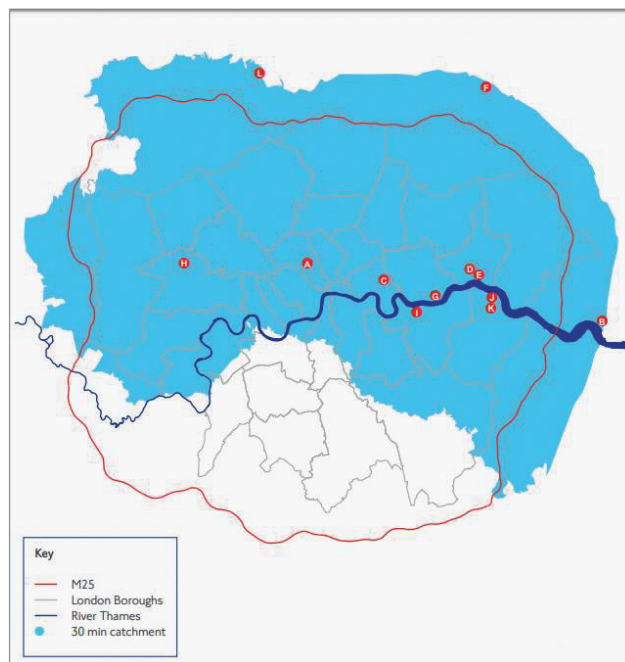 L
F
H
A
C
D
E
G
J
I
K
B
Key
M25
London Boroughs
River Thames
30 min catchment